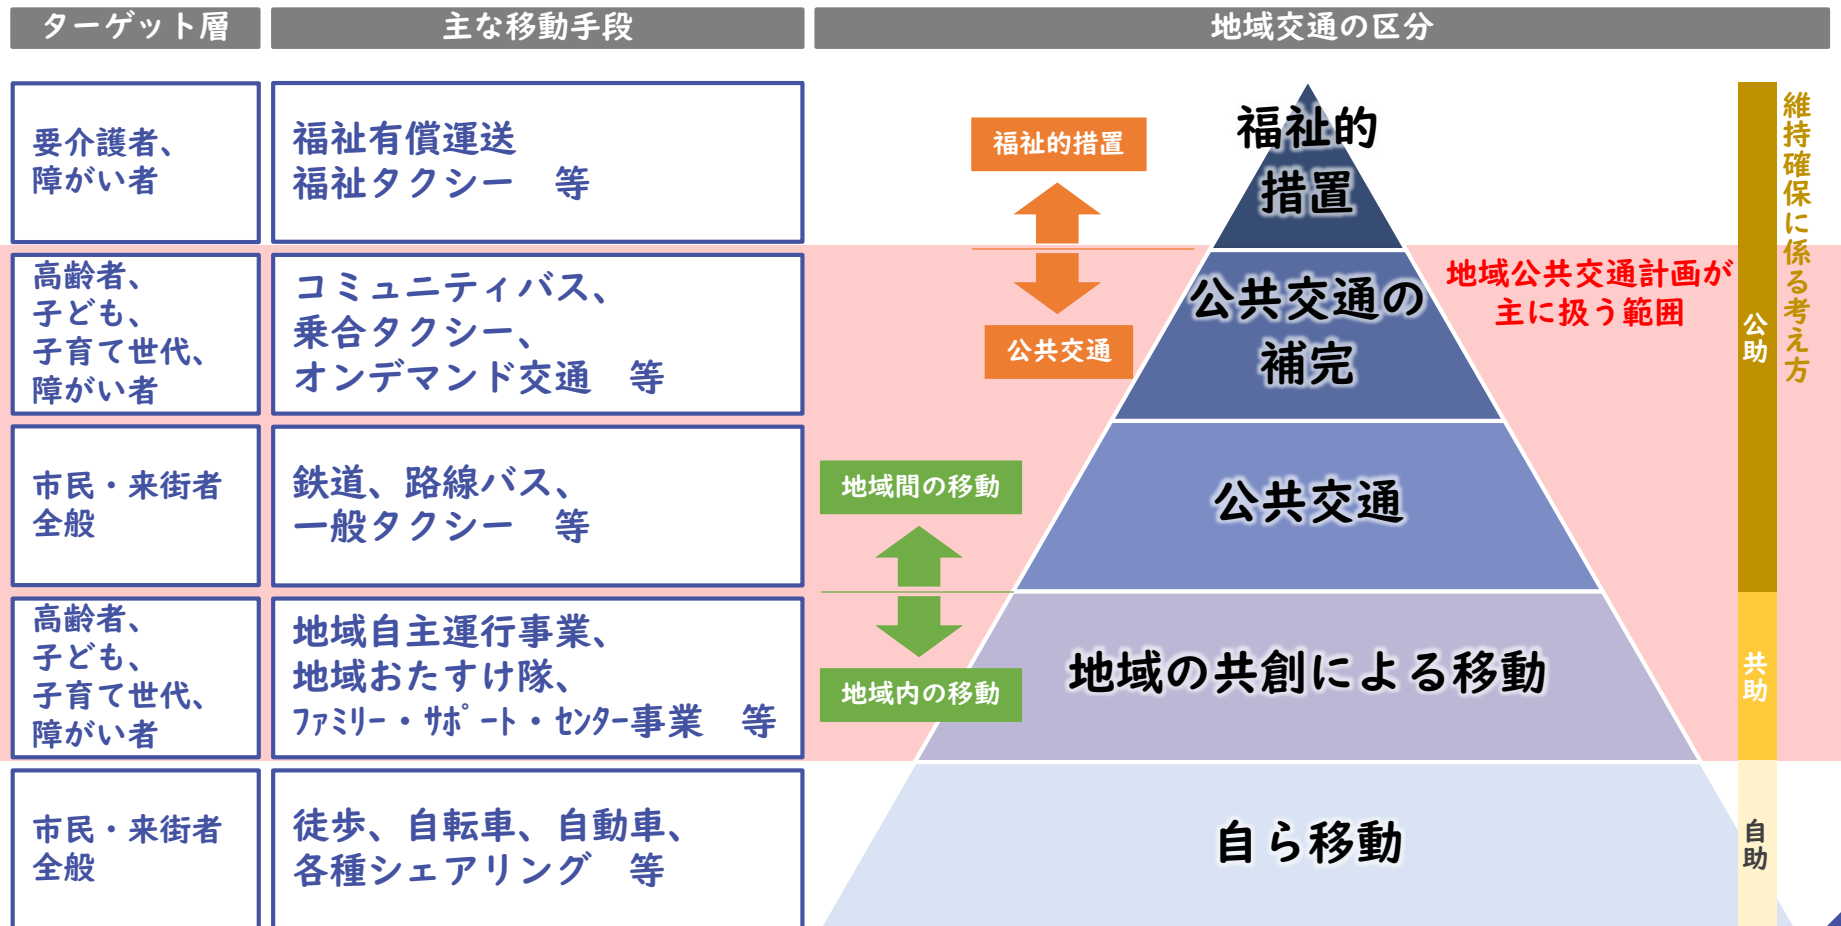 ターゲット層
主な移動手段
地域交通の区分
要介護者、
障がい者
福祉有償運送
福祉タクシー　等
福祉的措置
福祉的
措置
高齢者、
子ども、
子育て世代、
障がい者
コミュニティバス、
乗合タクシー、
オンデマンド交通　等
公共交通
公共交通の
補完
地域公共交通計画が
主に扱う範囲
市民・来街者
全般
鉄道、路線バス、
一般タクシー　等
地域間の移動
公共交通
高齢者、
子ども、
子育て世代、
障がい者
地域自主運行事業、
地域おたすけ隊、
ﾌｧﾐﾘｰ・ｻﾎﾟｰﾄ・ｾﾝﾀｰ事業　等
地域内の移動
地域の共創による移動
市民・来街者
全般
徒歩、自転車、自動車、
各種シェアリング　等
自ら移動
公助
共助
自助
維持確保に係る考え方